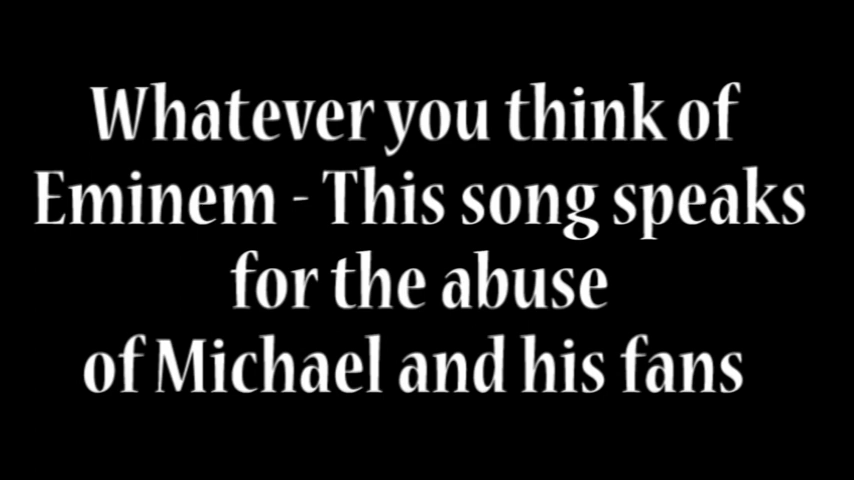 Whatever you think of
Eminem - This song speaks
for the abuse
of Michael and his fans